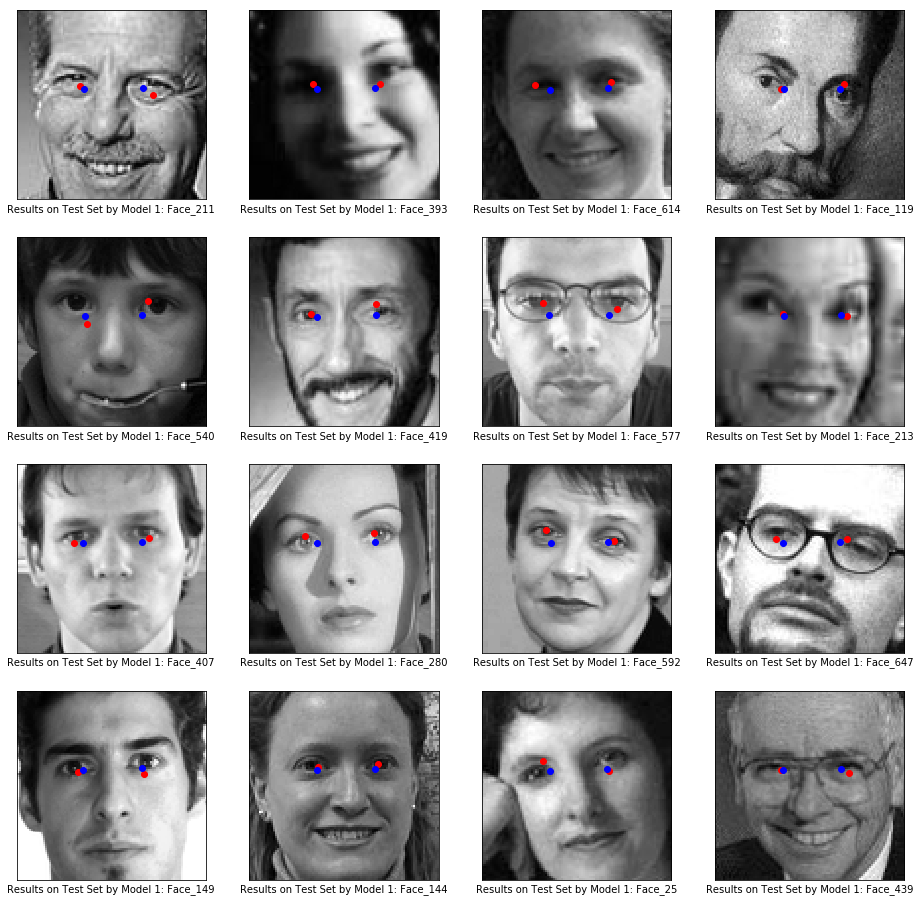 Results on Test Set by Model 1: Face_211
Results on Test Set by Model 1: Face_393
Results on Test Set by Model 1: Face_614
Results on Test Set by Model 1: Face_119
Results on Test Set by Model 1: Face_540
Results on Test Set by Model 1: Face_419
Results on Test Set by Model 1: Face_577
Results on Test Set by Model 1: Face_213
Results on Test Set by Model 1: Face_407
Results on Test Set by Model 1: Face_280
Results on Test Set by Model 1: Face_592
Results on Test Set by Model 1: Face_647
Results on Test Set by Model 1: Face_149
Results on Test Set by Model 1: Face_144
Results on Test Set by Model 1: Face_25
Results on Test Set by Model 1: Face_439